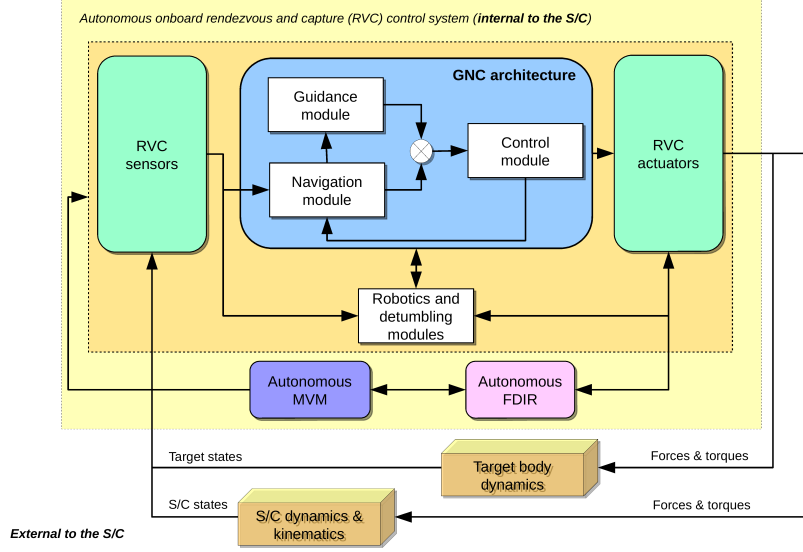 Autonomous onboard rendezvous and capture (RVC) control system (internal to the S/C)
GNC architecture
RVC
sensors
Guidance
module
Navigation
module
Control
module
RVC
actuators
Robotics and
detumbling
modules
Autonomous
MVM
Autonomous
FDIR
Target states
Target body
dynamics
Forces & torques
S/C states
S/C dynamics &
kinematics
Forces & torques
External to the S/C